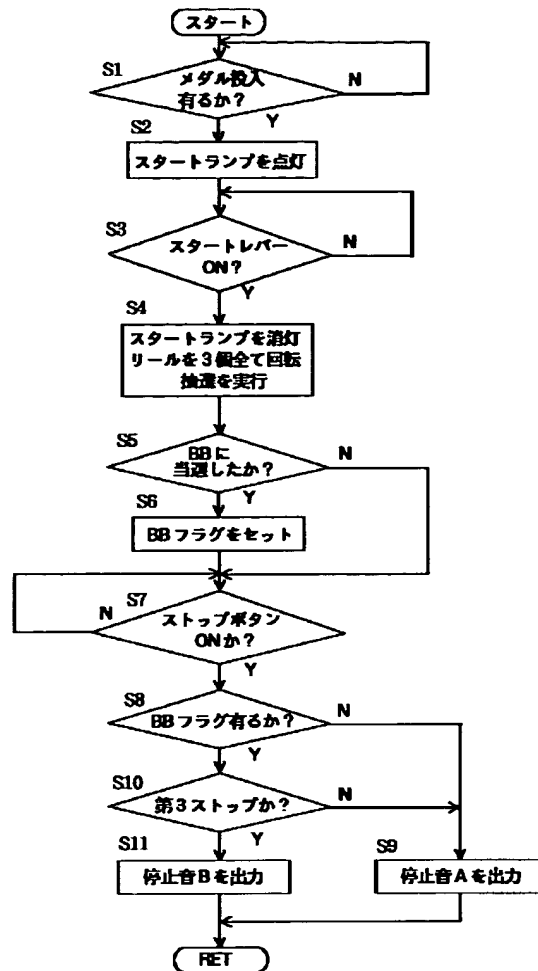 スタート
S1
メダル投入
有るか？
N
Y
S2
スタートランプを点灯
S3
スタートレバー
ON？
N
Y
S4
スタートランプを消灯
リールを3個全て回転
抽選を実行
S5
BBに
当選したか？
N
Y
S6
BBフラグをセット
S7
N
ストップボタン
ONか？
Y
S8
BBフラグ有るか？
N
Y
S10
第3ストップか？
N
Y
S11
停止音Bを出力
S9
停止音Aを出力
RET